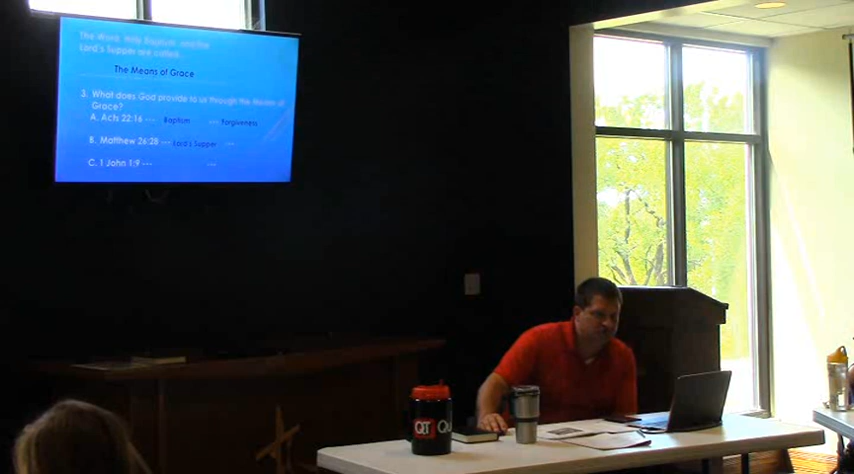 The Word, Holy Baptism, and the
Lord's Supper are called...
The Means of Grace
3. What does God provide to us through the Means of
Grace?
A. Acts 22:16 --- Baptism --- Forgiveness
B. Matthew 26:28 --- Lord's Supper ---
C. 1 John 1:9 --- ---
QT QU